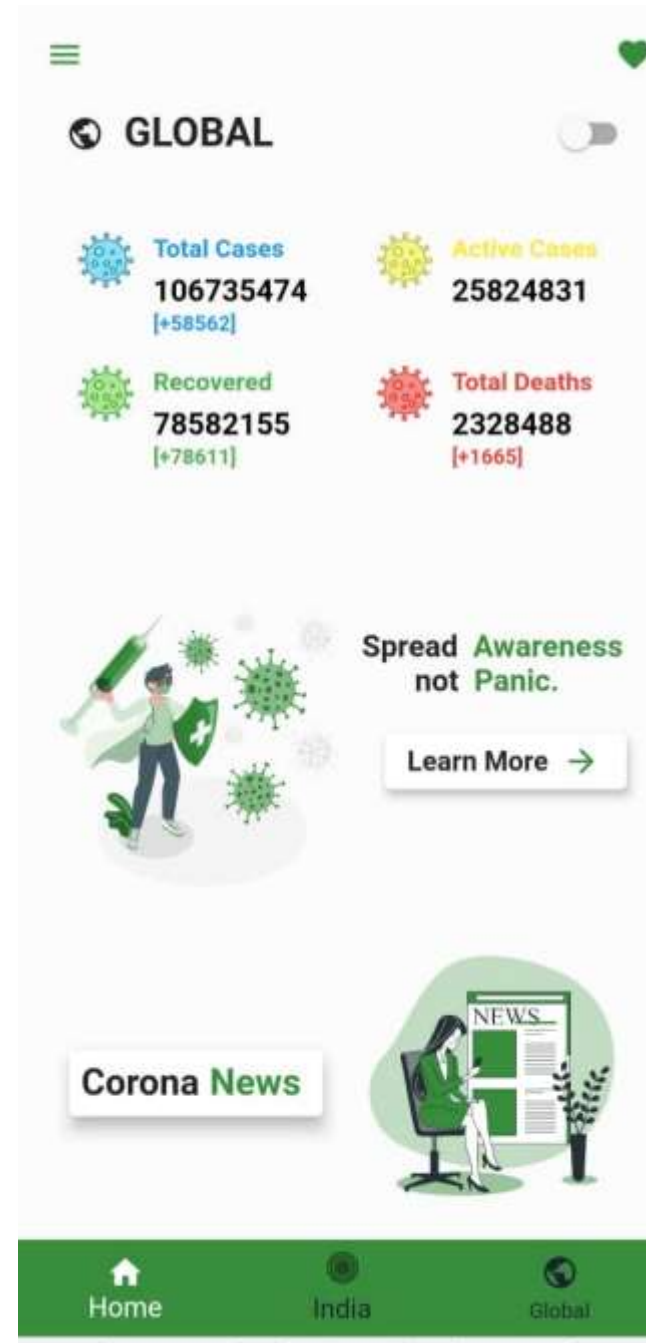 GLOBAL
Total Cases
106735474
[+58562]
Active Cases
25824831
Recovered
78582155
[+78611]
Total Deaths
2328488
[+1665]
Spread Awareness
not Panic.
Learn More →
NEWS
Corona News
Home
India
Global